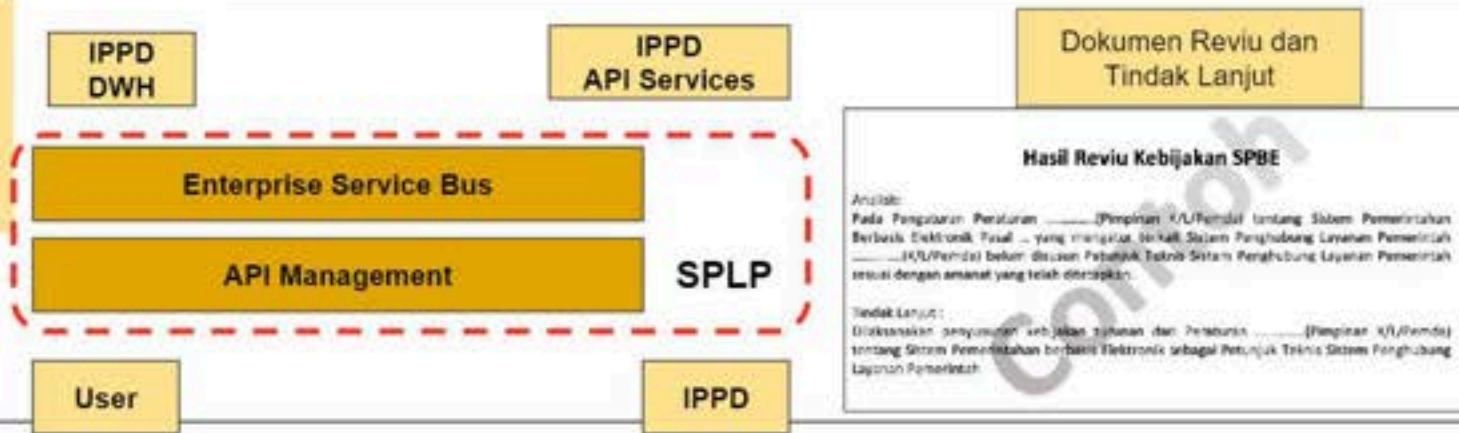 IPPD
DWH
IPPD
API Services
Enterprise Service Bus
API Management
SPLP
User
IPPD
Dokumen Reviu dan
Tindak Lanjut
Hasil Reviu Kebijakan SPBE
Analisis:
Pada Pengaturan Peraturan ............(Pimpinan K/L/Pemda) tentang Sistem Pemerintahan
Berbasis Elektronik Pasal .. yang mengatur terkait Sistem Penghubung Layanan Pemerintah
............(K/L/Pemda) belum disusun Petunjuk Teknis Sistem Penghubung Layanan Pemerintah
sesuai dengan amanat yang telah ditetapkan.
Tindak Lanjut :
Dilaksanakan penyusunan kebijakan turunan dari Peraturan ............(Pimpinan K/L/Pemda)
tentang Sistem Pemerintahan berbasis Elektronik sebagai Petunjuk Teknis Sistem Penghubung
Layanan Pemerintah
Contoh